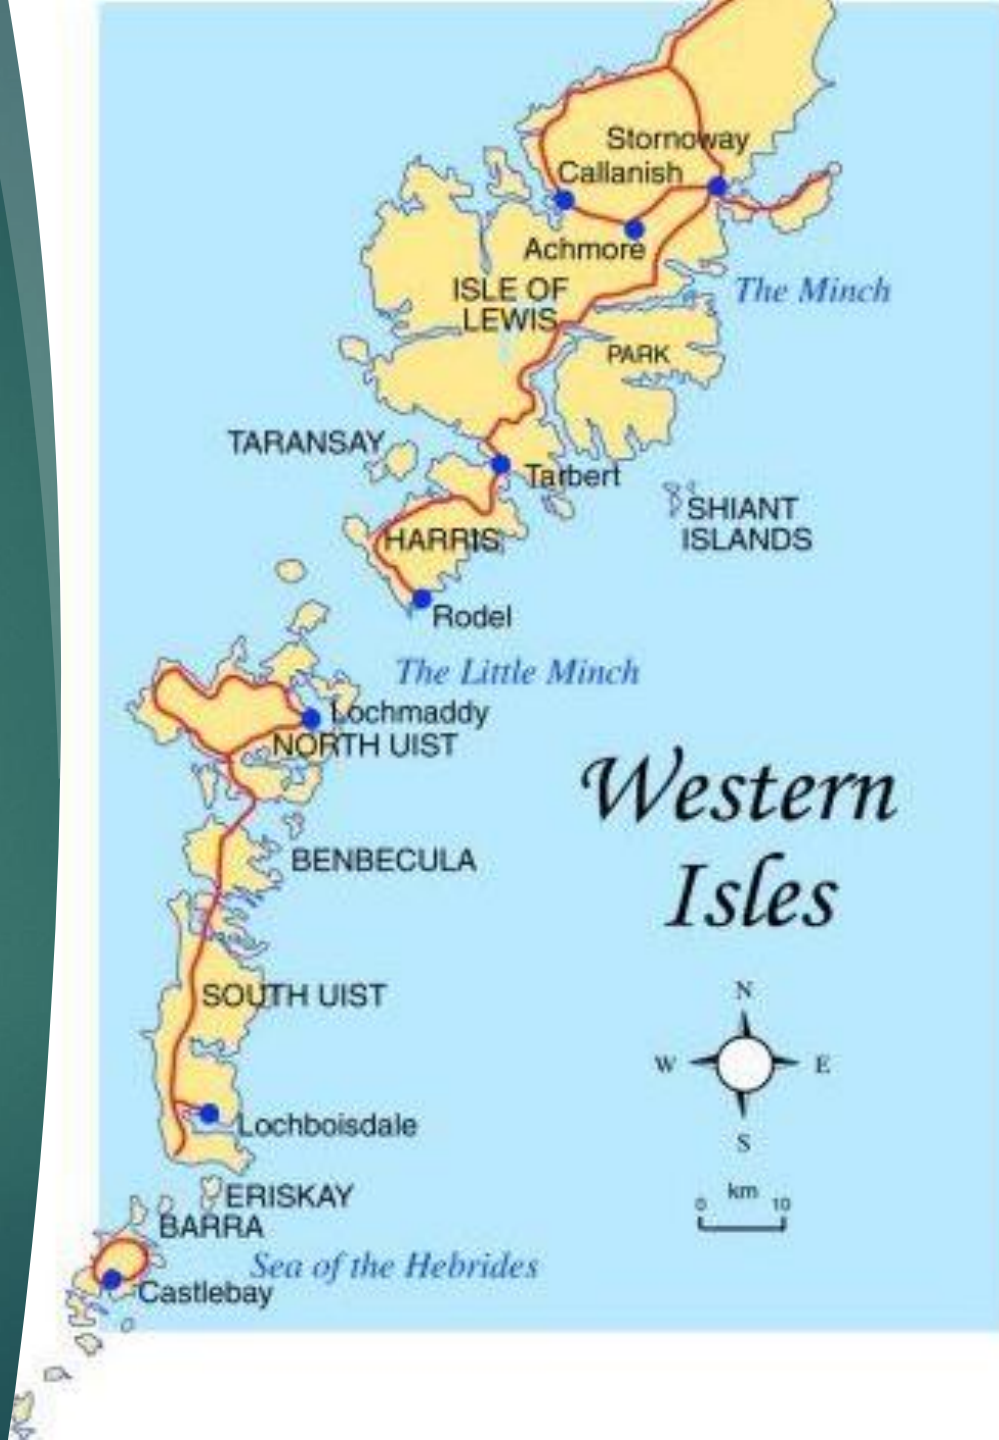 Stornoway
Callanish
Achmore
ISLE OF
LEWIS
The Minch
PARK
TARANSAY
Tarbert
SHIANT
ISLANDS
HARRIS
Rodel
The Little Minch
Lochmaddy
NORTH UIST
Western
Isles
BENBECULA
SOUTH UIST
N
W E
S
Lochboisdale
km
0 10
ERISKAY
BARRA
Sea of the Hebrides
Castlebay